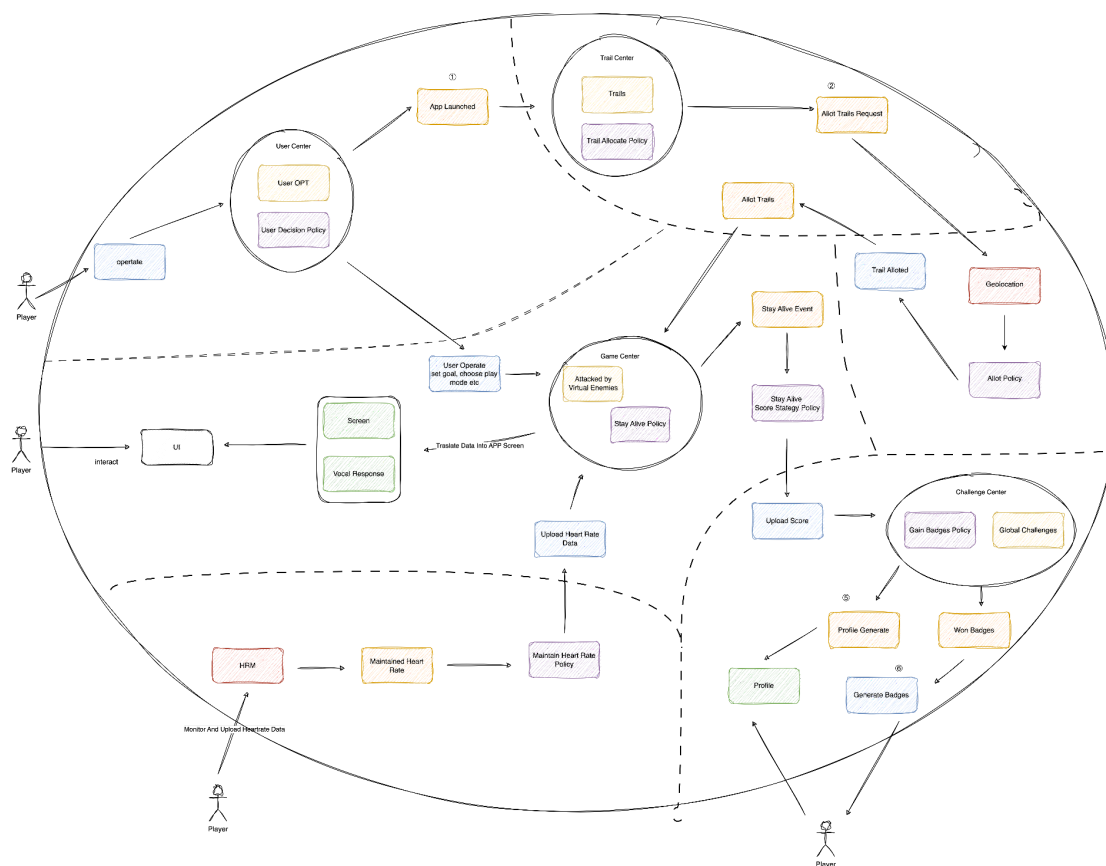 Trail Center
①
Trails
App Launched
②
Allot Trails Request
Trail Allocate Policy
User Center
User OPT
Allot Trails
User Decision Policy
opertate
Trail Alloted
Geolocation
Player
Stay Alive Event
User Operate
set goal, choose play
mode etc
Game Center
Attacked by
Virtual Enemies
Allot Policy
Stay Alive
Score Stategy Policy
Screen
Stay Alive Policy
UI
Traslate Data Into APP Screen
interact
Player
Vocal Response
Challenge Center
Upload Score
Gain Badges Policy
Global Challenges
Upload Heart Rate
Data
⑤
Profile Generate
Won Badges
HRM
Maintained Heart
Rate
Maintain Heart Rate
Policy
⑥
Profile
Generate Badges
Monitor And Upload Heartrate Data
Player
Player